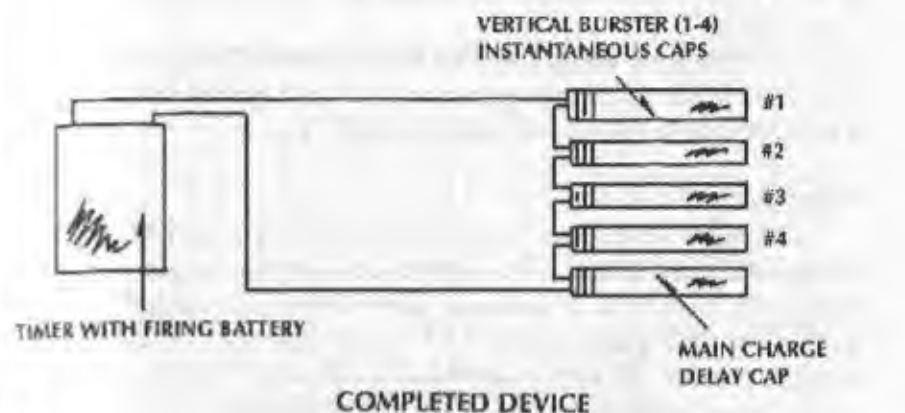 VERTICAL BURSTER (1-4)
INSTANTANEOUS CAPS
#1
#2
#3
#4
TIMER WITH FIRING BATTERY
MAIN CHARGE
DELAY CAP
COMPLETED DEVICE